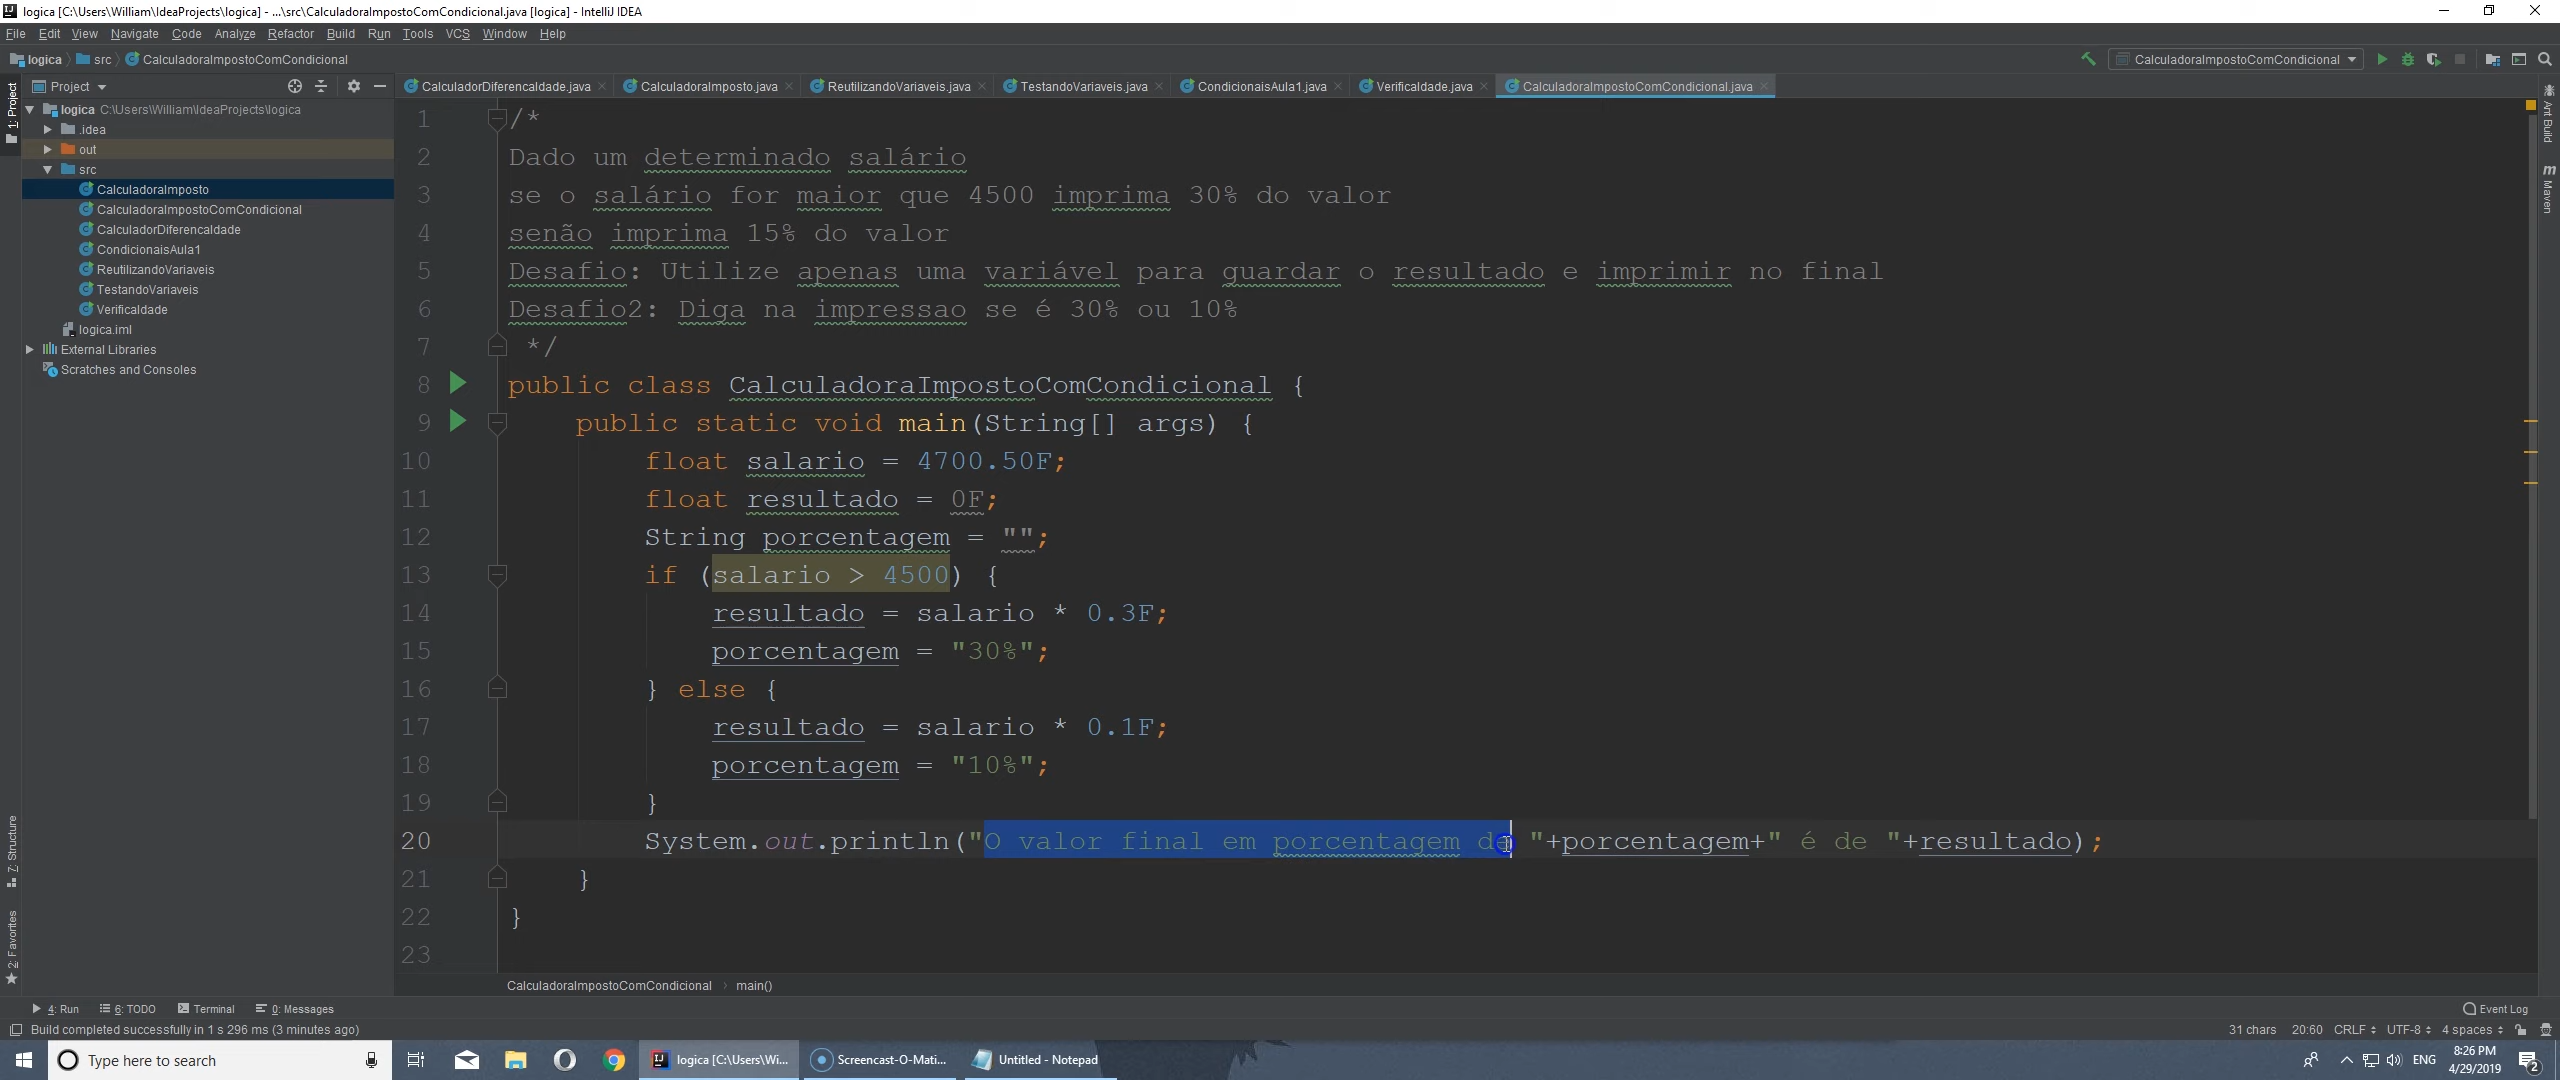 logica [C:\Users\William\IdeaProjects\logica] - ...\src\CalculadoraImpostoComCondicional.java [logica] - IntelliJ IDEA
File Edit View Navigate Code Analyze Refactor Build Run Tools VCS Window Help
logica src CalculadoraImpostoComCondicional
CalculadoraImpostoComCondicional
Project
CalculadorDiferencaIdade.java CalculadoraImposto.java ReutilizandoVariaveis.java TestandoVariaveis.java CondicionaisAula1.java VerificaIdade.java CalculadoraImpostoComCondicional.java
logica C:\Users\William\IdeaProjects\logica
.idea
out
src
CalculadoraImposto
CalculadoraImpostoComCondicional
CalculadorDiferencaIdade
CondicionaisAula1
ReutilizandoVariaveis
TestandoVariaveis
VerificaIdade
logica.iml
External Libraries
Scratches and Consoles
1: Project
7: Structure
2: Favorites
Ant Build
Maven
1 /*
2 Dado um determinado salário
3 se o salário for maior que 4500 imprima 30% do valor
4 senão imprima 15% do valor
5 Desafio: Utilize apenas uma variável para guardar o resultado e imprimir no final
6 Desafio2: Diga na impressao se é 30% ou 10%
7 */
8 public class CalculadoraImpostoComCondicional {
9 public static void main(String[] args) {
10 float salario = 4700.50F;
11 float resultado = 0F;
12 String porcentagem = "";
13 if (salario > 4500) {
14 resultado = salario * 0.3F;
15 porcentagem = "30%";
16 } else {
17 resultado = salario * 0.1F;
18 porcentagem = "10%";
19 }
20 System.out.println("O valor final em porcentagem de "+porcentagem+" é de "+resultado);
21 }
22 }
23
CalculadoraImpostoComCondicional main()
4: Run 6: TODO Terminal 0: Messages Event Log
Build completed successfully in 1 s 296 ms (3 minutes ago) 31 chars 20:60 CRLF UTF-8 4 spaces
Type here to search logica [C:\Users\Wi... Screencast-O-Mati... Untitled - Notepad ENG 8:26 PM
4/29/2019
2